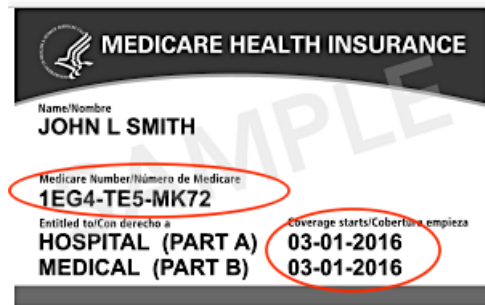 MEDICARE HEALTH INSURANCE
SAMPLE
Name/Nombre
JOHN L SMITH
Medicare Number/Número de Medicare
1EG4-TE5-MK72
Entitled to/Con derecho a Coverage starts/Cobertura empieza
HOSPITAL (PART A) 03-01-2016
MEDICAL (PART B) 03-01-2016